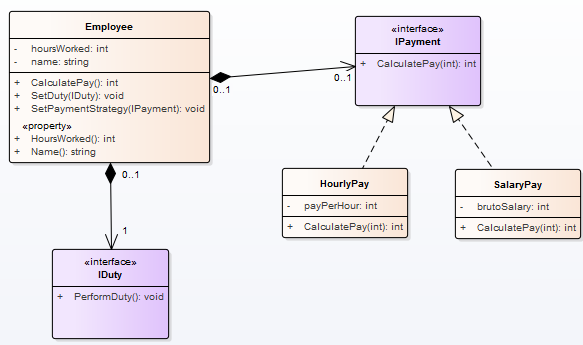 Employee
- hoursWorked: int
- name: string
+ CalculatePay(): int
+ SetDuty(IDuty): void
+ SetPaymentStrategy(IPayment): void
«property»
+ HoursWorked(): int
+ Name(): string
0..1
0..1
«interface»
IPayment
+ CalculatePay(int): int
HourlyPay
- payPerHour: int
+ CalculatePay(int): int
SalaryPay
- brutoSalary: int
+ CalculatePay(int): int
0..1
1
«interface»
IDuty
+ PerformDuty(): void